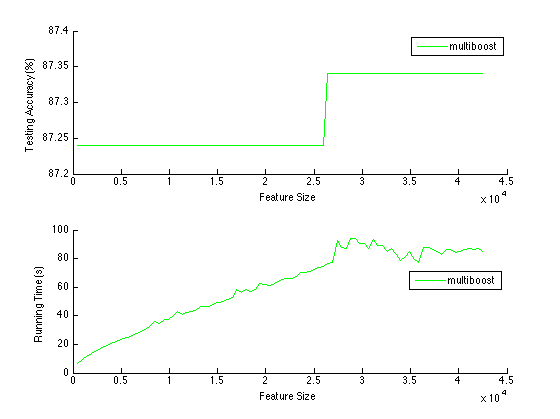 87.4
87.35
87.3
87.25
87.2
Testing Accuracy (%)
multiboost
0 0.5 1 1.5 2 2.5 3 3.5 4 4.5
Feature Size
x 10^4
100
80
60
40
20
0
Running Time (s)
multiboost
0 0.5 1 1.5 2 2.5 3 3.5 4 4.5
Feature Size
x 10^4